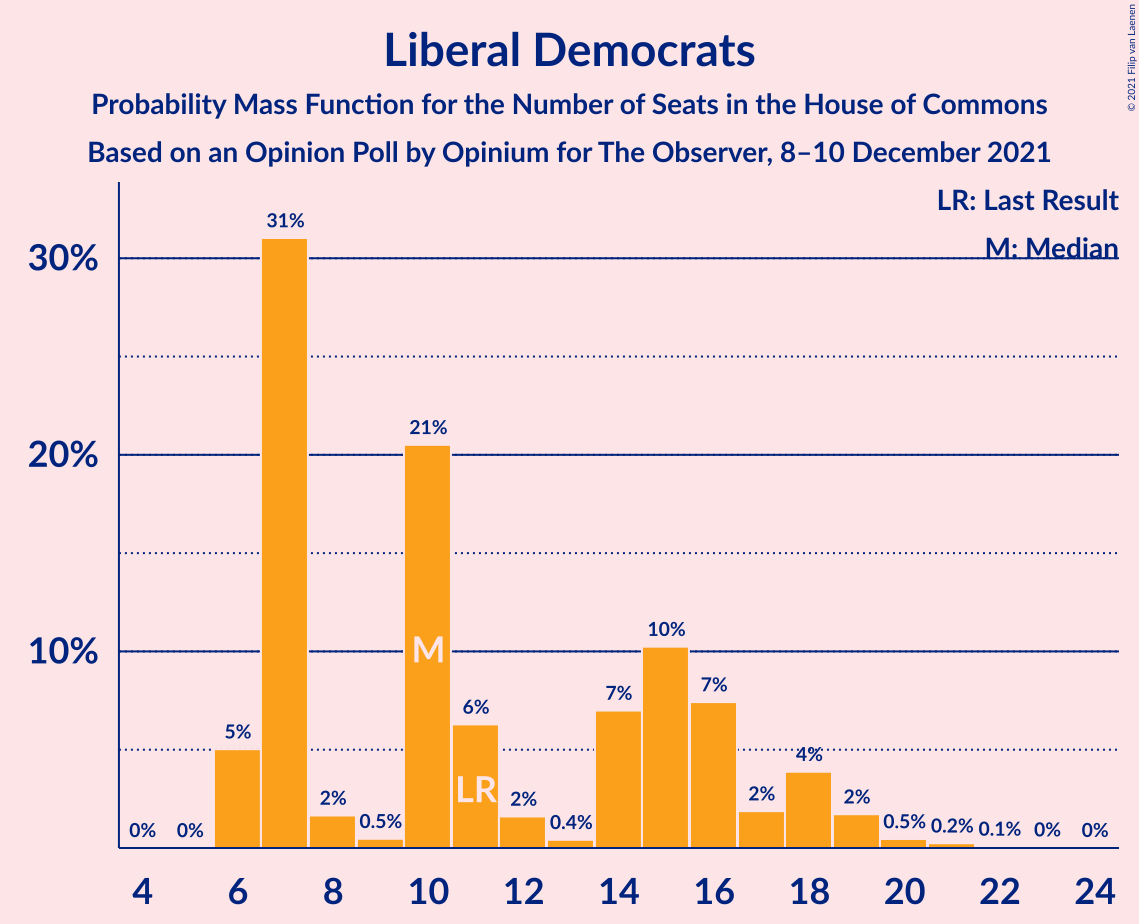 Liberal Democrats
Probability Mass Function for the Number of Seats in the House of Commons
Based on an Opinion Poll by Opinium for The Observer, 8–10 December 2021
© 2021 Filip van Laenen
LR: Last Result
M: Median
30%
20%
10%
0%
0%
5%
31%
2%
0.5%
21%
6%
2%
0.4%
7%
10%
7%
2%
4%
2%
0.5%
0.2%
0.1%
0%
0%
M
LR
4 6 8 10 12 14 16 18 20 22 24